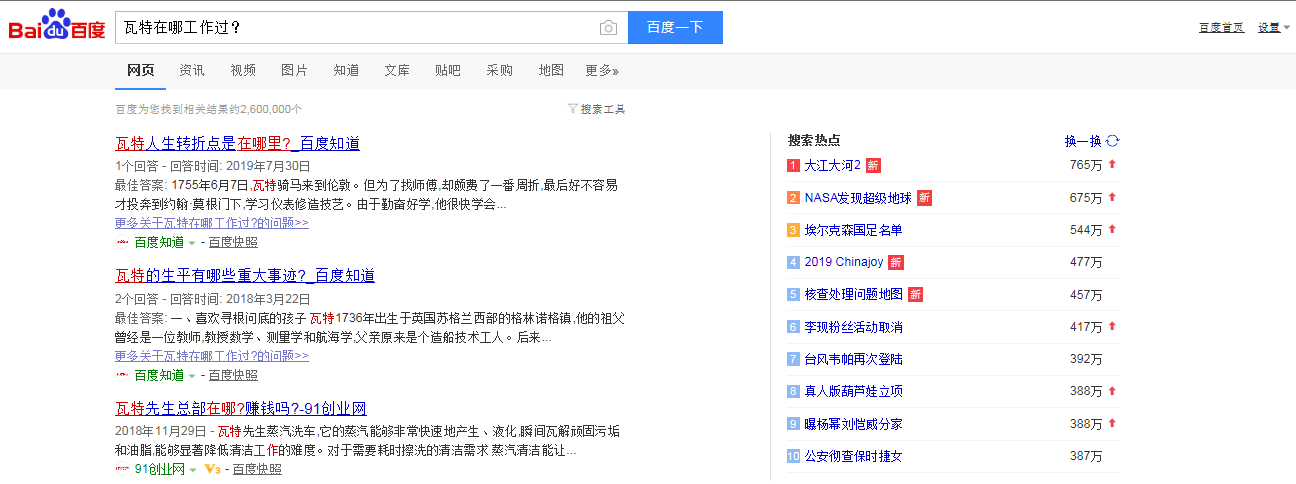 Bai du 百度
瓦特在哪工作过？
百度一下
百度首页 设置
网页 资讯 视频 图片 知道 文库 贴吧 采购 地图 更多»
百度为您找到相关结果约2,600,000个
搜索工具
瓦特人生转折点是在哪里?_百度知道
1个回答 - 回答时间: 2019年7月30日
最佳答案: 1755年6月7日,瓦特骑马来到伦敦。但为了找师傅,却颇费了一番周折,最后好不容易
才投奔到约翰·莫根门下,学习仪表修造技艺。由于勤奋好学,他很快学会...
更多关于瓦特在哪工作过?的问题>>
百度知道 - 百度快照
瓦特的生平有哪些重大事迹?_百度知道
2个回答 - 回答时间: 2018年3月22日
最佳答案: 一、喜欢寻根问底的孩子 瓦特1736年出生于英国苏格兰西部的格林诺格镇,他的祖父
曾经是一位教师,教授数学、测量学和航海学,父亲原来是个造船技术工人。后来...
更多关于瓦特在哪工作过?的问题>>
百度知道 - 百度快照
瓦特先生总部在哪?赚钱吗?-91创业网
2018年11月29日 - 瓦特先生蒸汽洗车,它的蒸汽能够非常快速地产生、液化,瞬间瓦解顽固污垢
和油脂,能够显著降低清洁工作的难度。对于需要耗时擦洗的清洁需求 蒸汽清洁能让...
91创业网 V3 - 百度快照
搜索热点 换一换
1 大江大河2 新 765万
2 NASA发现超级地球 新 675万
3 埃尔克森国足名单 544万
4 2019 Chinajoy 新 477万
5 核查处理问题地图 新 457万
6 李现粉丝活动取消 417万
7 台风韦帕再次登陆 392万
8 真人版葫芦娃立项 388万
9 曝杨幂刘恺威分家 388万
10 公安彻查保时捷女 387万